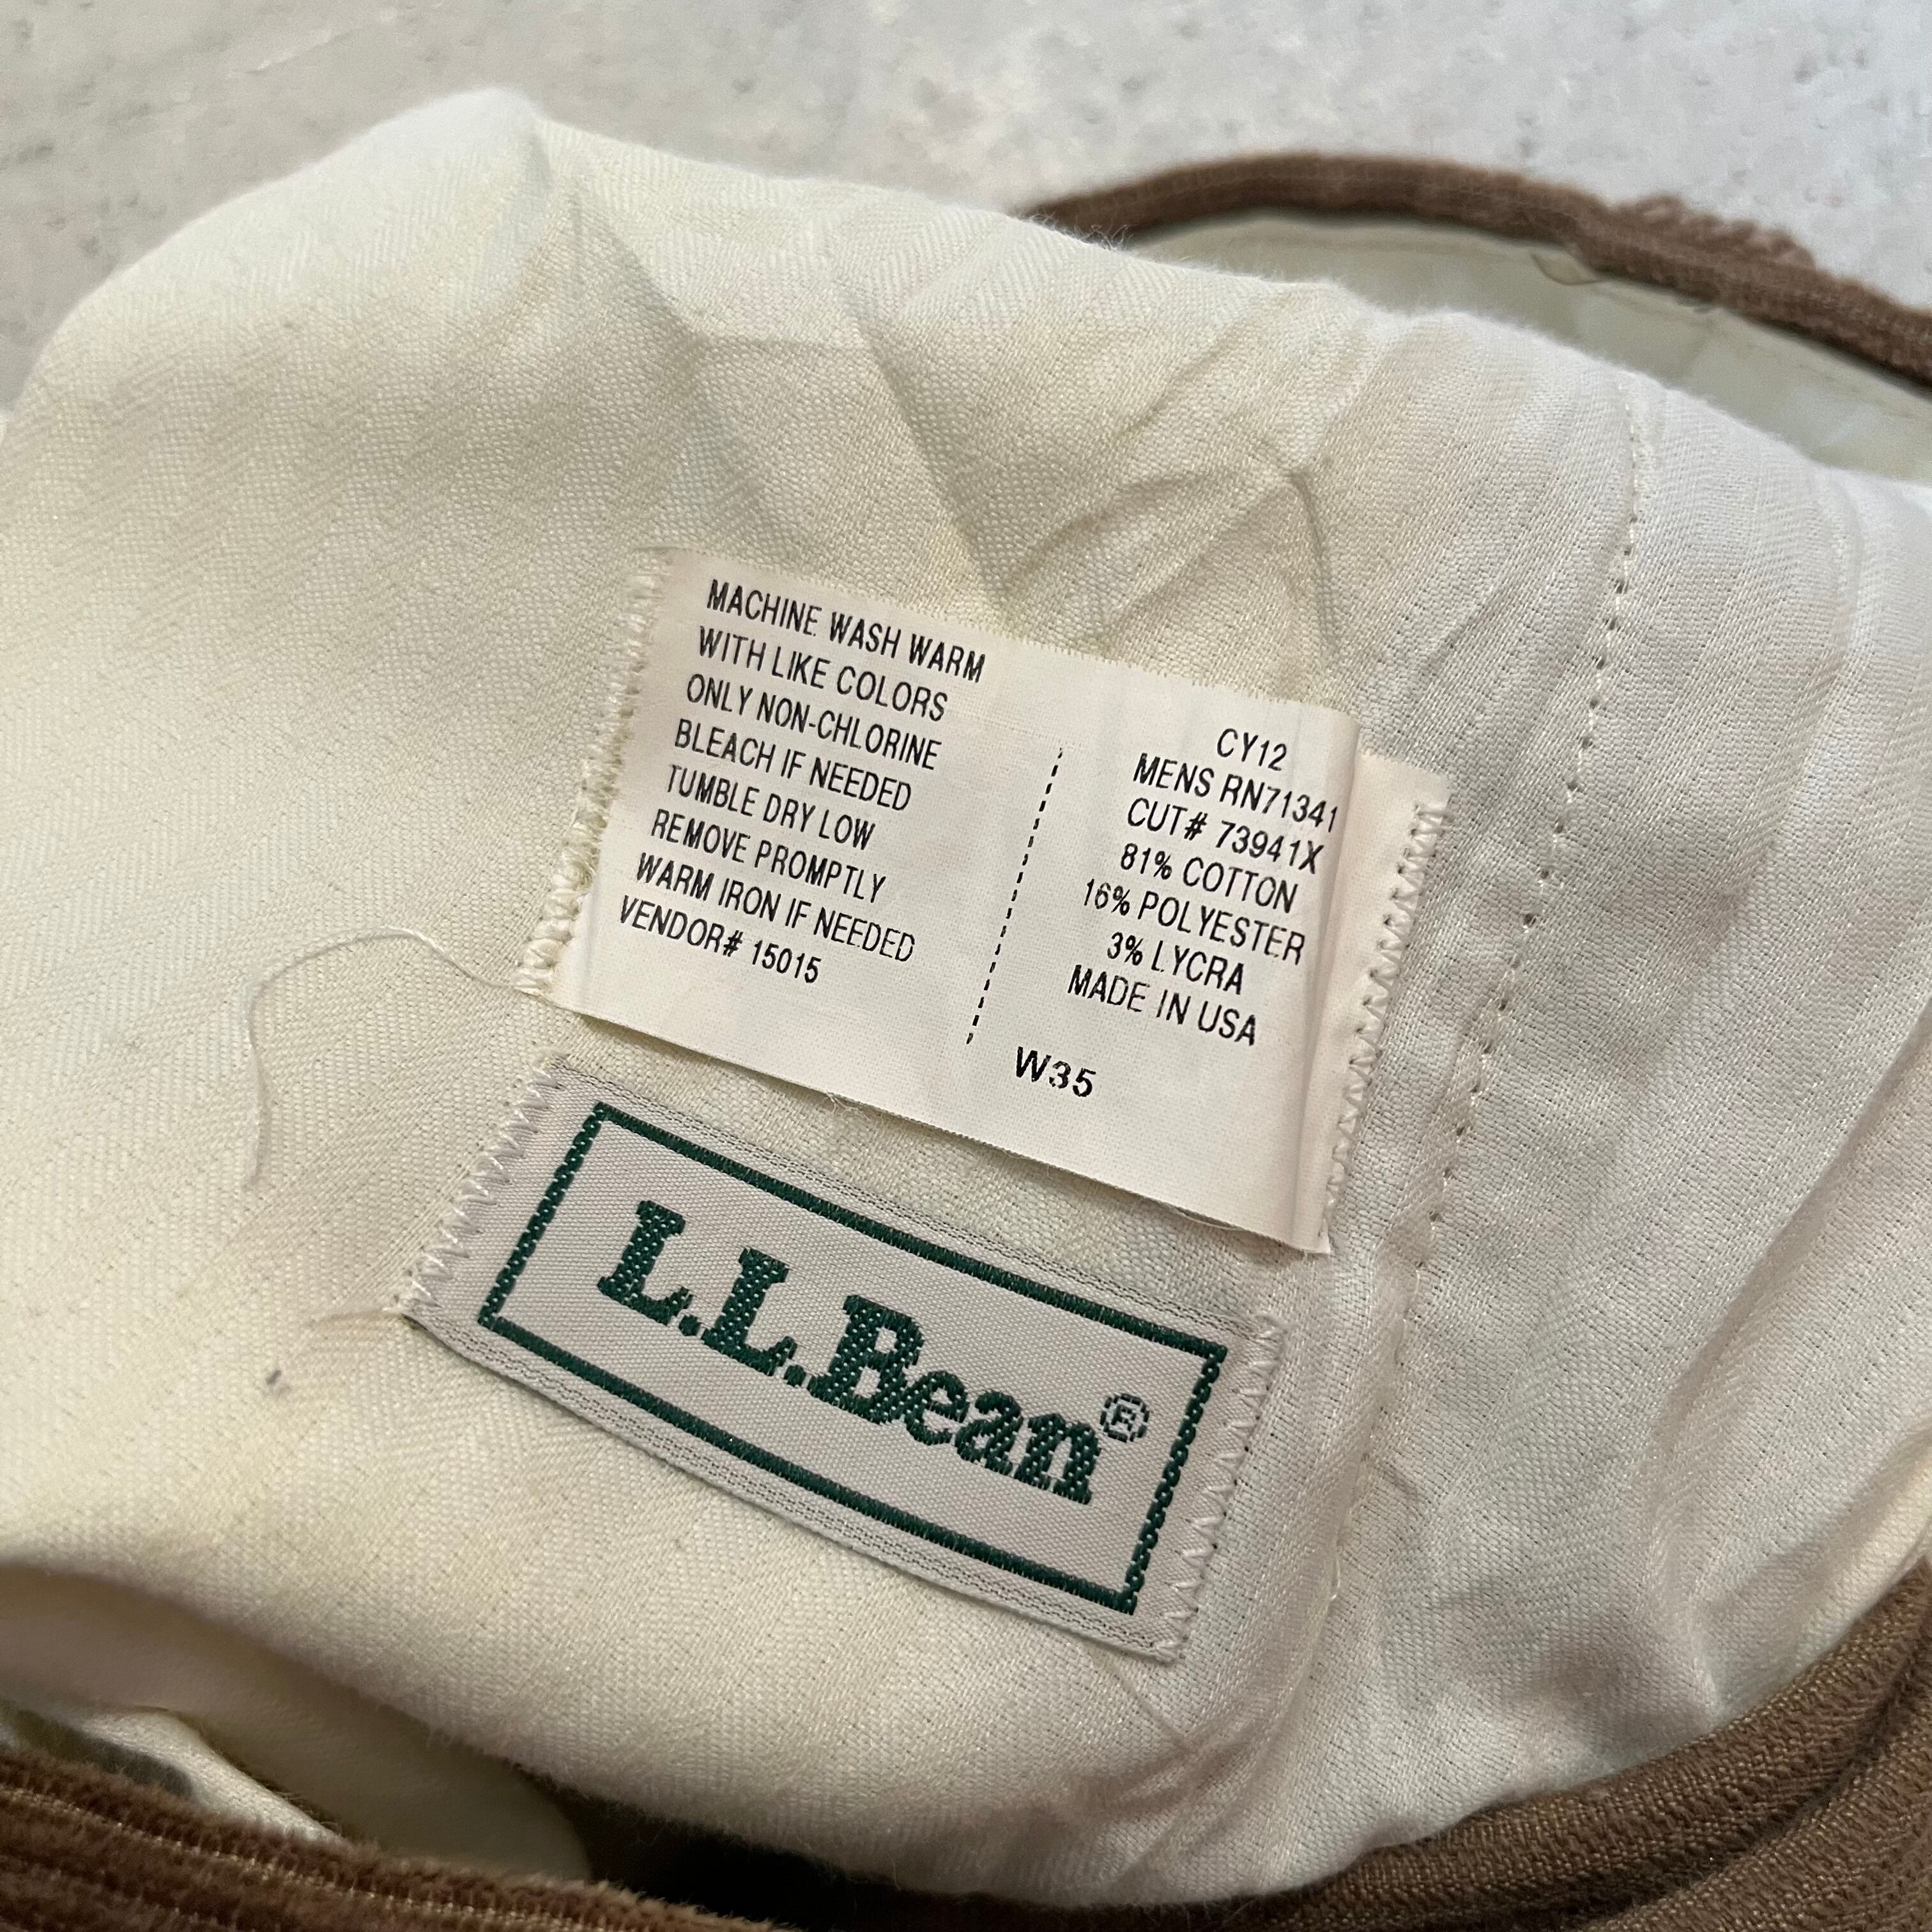 MACHINE WASH WARM
WITH LIKE COLORS
ONLY NON-CHLORINE
BLEACH IF NEEDED
TUMBLE DRY LOW
REMOVE PROMPTLY
WARM IRON IF NEEDED
VENDOR# 15015
CY12
MENS RN71341
CUT# 73941X
81% COTTON
16% POLYESTER
3% LYCRA
MADE IN USA
W35
L.L.Bean®